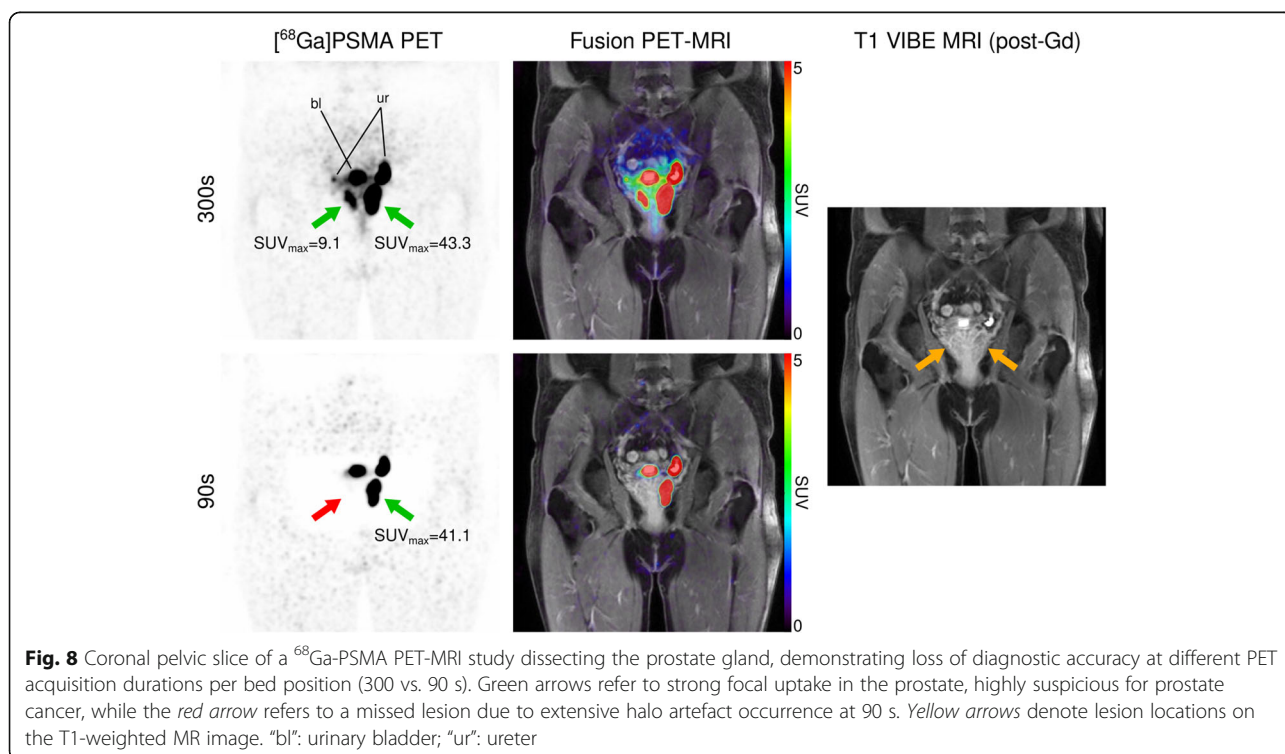 [⁶⁸Ga]PSMA PET
Fusion PET-MRI
T1 VIBE MRI (post-Gd)
300s
bl
ur
SUVmax=9.1
SUVmax=43.3
5
SUV
0
90s
SUVmax=41.1
5
SUV
0
Fig. 8 Coronal pelvic slice of a ⁶⁸Ga-PSMA PET-MRI study dissecting the prostate gland, demonstrating loss of diagnostic accuracy at different PET
acquisition durations per bed position (300 vs. 90 s). Green arrows refer to strong focal uptake in the prostate, highly suspicious for prostate
cancer, while the red arrow refers to a missed lesion due to extensive halo artefact occurrence at 90 s. Yellow arrows denote lesion locations on
the T1-weighted MR image. “bl”: urinary bladder; “ur”: ureter